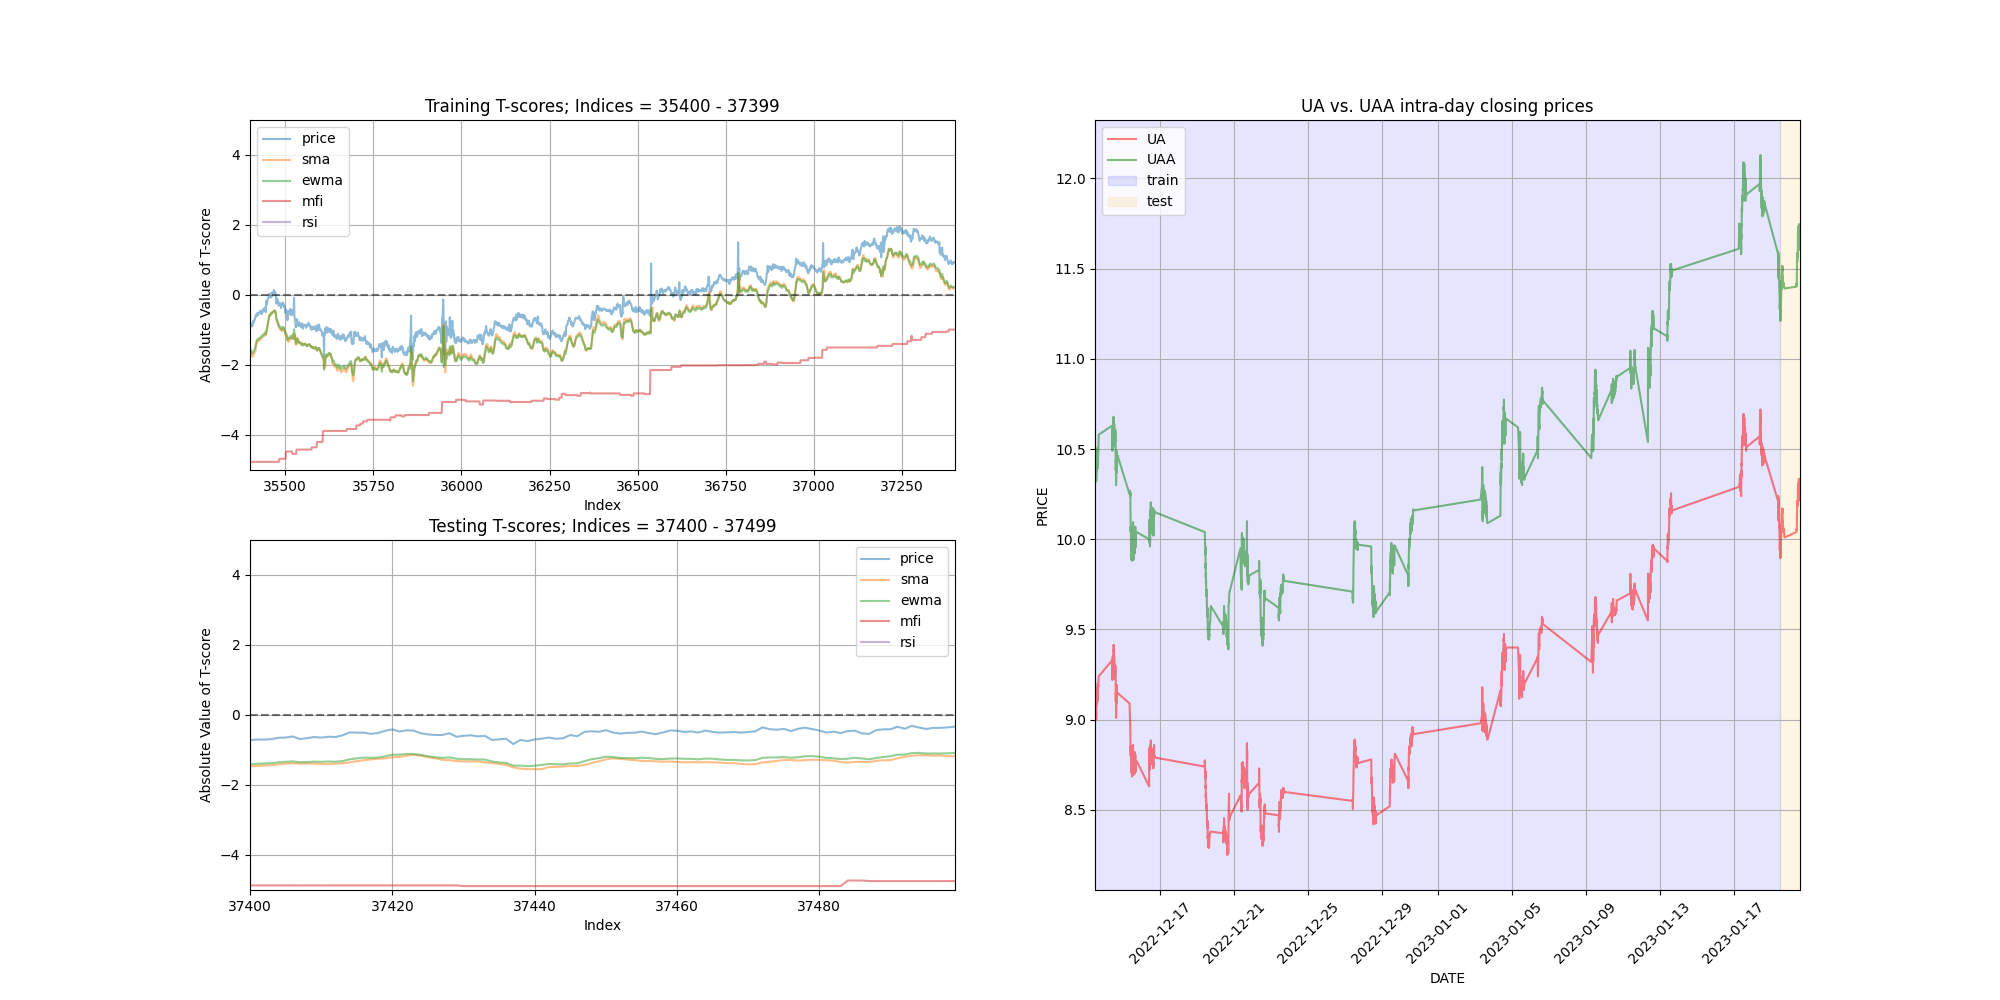 Training T-scores; Indices = 35400 - 37399
price
sma
ewma
mfi
rsi
Absolute Value of T-score
4
2
0
−2
−4
35500 35750 36000 36250 36500 36750 37000 37250
Index
Testing T-scores; Indices = 37400 - 37499
price
sma
ewma
mfi
rsi
Absolute Value of T-score
4
2
0
−2
−4
37400 37420 37440 37460 37480
Index
UA vs. UAA intra-day closing prices
UA
UAA
train
test
PRICE
12.0
11.5
11.0
10.5
10.0
9.5
9.0
8.5
2022-12-17 2022-12-21 2022-12-25 2022-12-29 2023-01-01 2023-01-05 2023-01-09 2023-01-13 2023-01-17
DATE